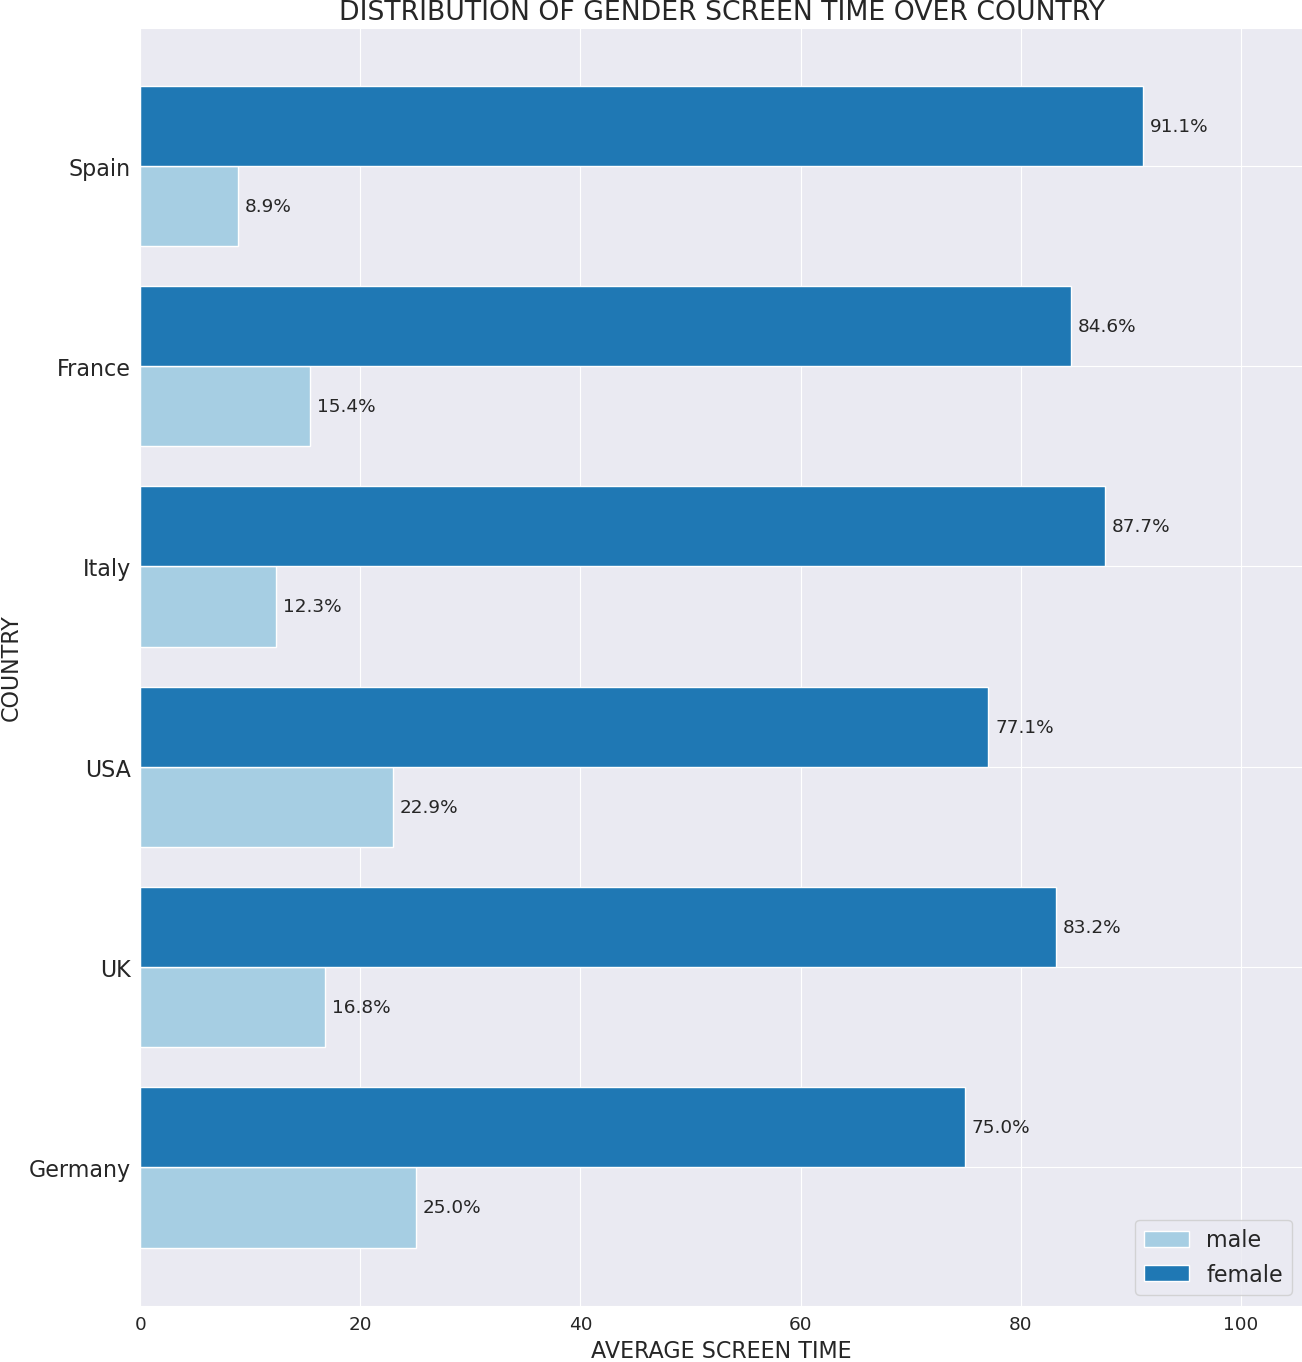 DISTRIBUTION OF GENDER SCREEN TIME OVER COUNTRY
91.1%
Spain
8.9%
84.6%
France
15.4%
87.7%
Italy
12.3%
COUNTRY
77.1%
USA
22.9%
83.2%
UK
16.8%
75.0%
Germany
25.0%
male
female
0 20 40 60 80 100
AVERAGE SCREEN TIME